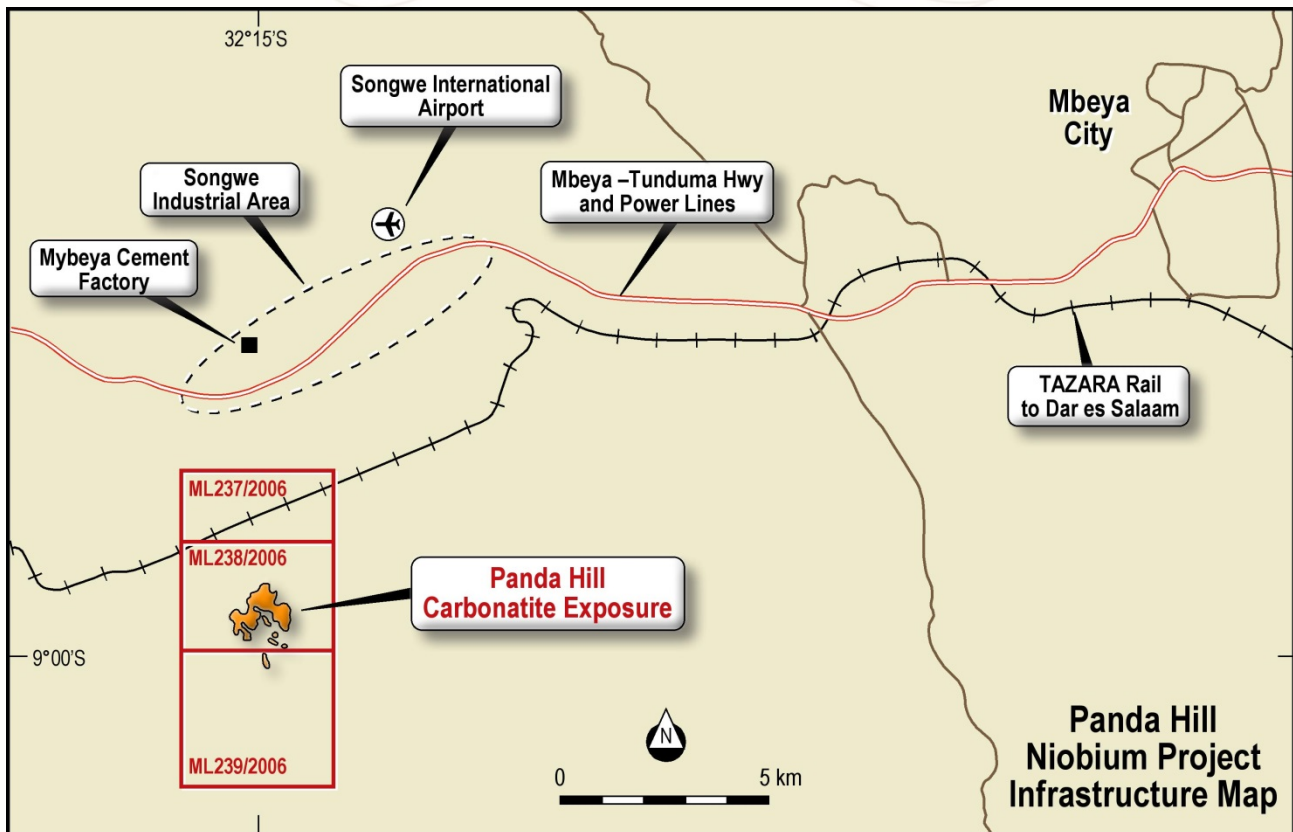 32°15'S
Songwe International
Airport
Mbeya
City
Songwe
Industrial Area
Mbeya –Tunduma Hwy
and Power Lines
Mybeya Cement
Factory
TAZARA Rail
to Dar es Salaam
ML237/2006
ML238/2006
Panda Hill
Carbonatite Exposure
9°00'S
ML239/2006
N
0 5 km
Panda Hill
Niobium Project
Infrastructure Map